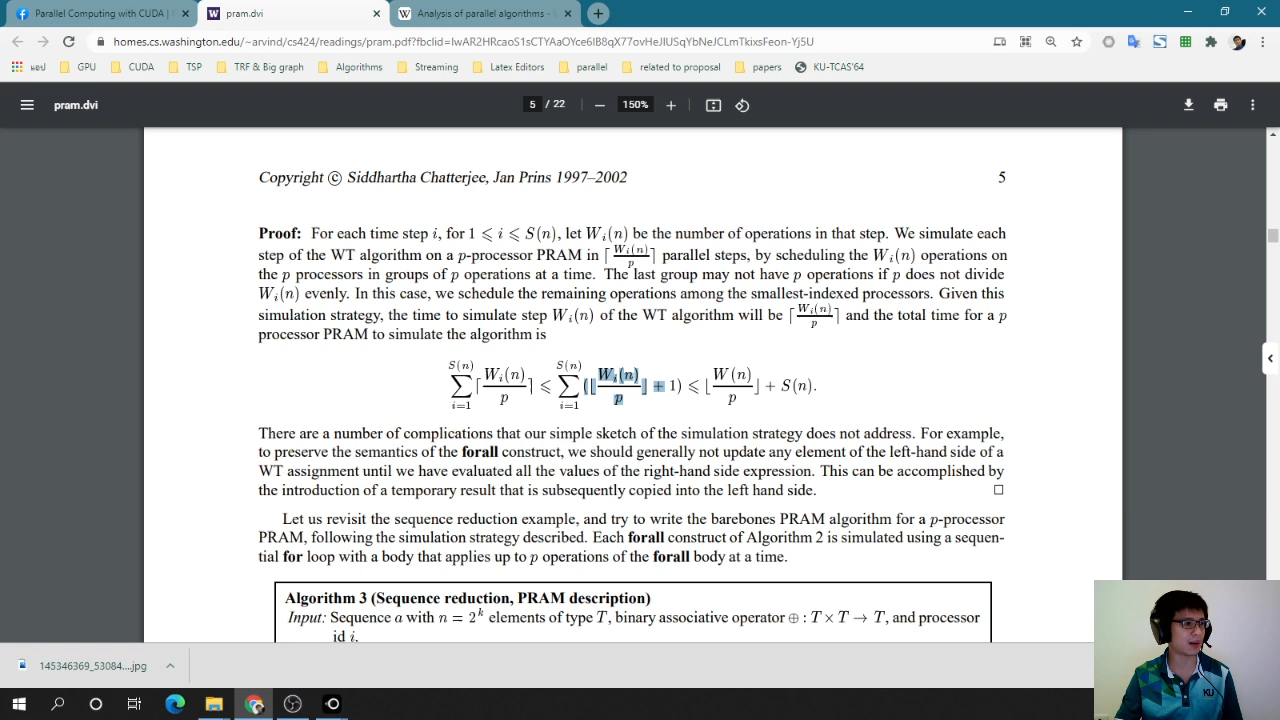 Parallel Computing with CUDA |
pram.dvi
Analysis of parallel algorithms -
homes.cs.washington.edu/~arvind/cs424/readings/pram.pdf?fbclid=IwAR2HRcaoS1sCTYAaOYce6IB8qX77ovHeJIUSqYbNeJCLmTkixsFeon-Yj5U
แอป GPU CUDA TSP TRF & Big graph Algorithms Streaming Latex Editors parallel related to proposal papers KU-TCAS'64
pram.dvi 5 / 22 150%
Copyright © Siddhartha Chatterjee, Jan Prins 1997–2002 5
Proof: For each time step i, for 1 ⩽ i ⩽ S(n), let W_i(n) be the number of operations in that step. We simulate each
step of the WT algorithm on a p-processor PRAM in ⌈W_i(n)/p⌉ parallel steps, by scheduling the W_i(n) operations on
the p processors in groups of p operations at a time. The last group may not have p operations if p does not divide
W_i(n) evenly. In this case, we schedule the remaining operations among the smallest-indexed processors. Given this
simulation strategy, the time to simulate step W_i(n) of the WT algorithm will be ⌈W_i(n)/p⌉ and the total time for a p
processor PRAM to simulate the algorithm is
∑_{i=1}^{S(n)} ⌈W_i(n)/p⌉ ⩽ ∑_{i=1}^{S(n)} (⌊W_i(n)/p⌋ + 1) ⩽ ⌊W(n)/p⌋ + S(n).
There are a number of complications that our simple sketch of the simulation strategy does not address. For example,
to preserve the semantics of the forall construct, we should generally not update any element of the left-hand side of a
WT assignment until we have evaluated all the values of the right-hand side expression. This can be accomplished by
the introduction of a temporary result that is subsequently copied into the left hand side. □
Let us revisit the sequence reduction example, and try to write the barebones PRAM algorithm for a p-processor
PRAM, following the simulation strategy described. Each forall construct of Algorithm 2 is simulated using a sequen-
tial for loop with a body that applies up to p operations of the forall body at a time.
Algorithm 3 (Sequence reduction, PRAM description)
Input: Sequence a with n = 2^k elements of type T, binary associative operator ⊕ : T × T → T, and processor
id i.
145346369_53084....jpg
KU